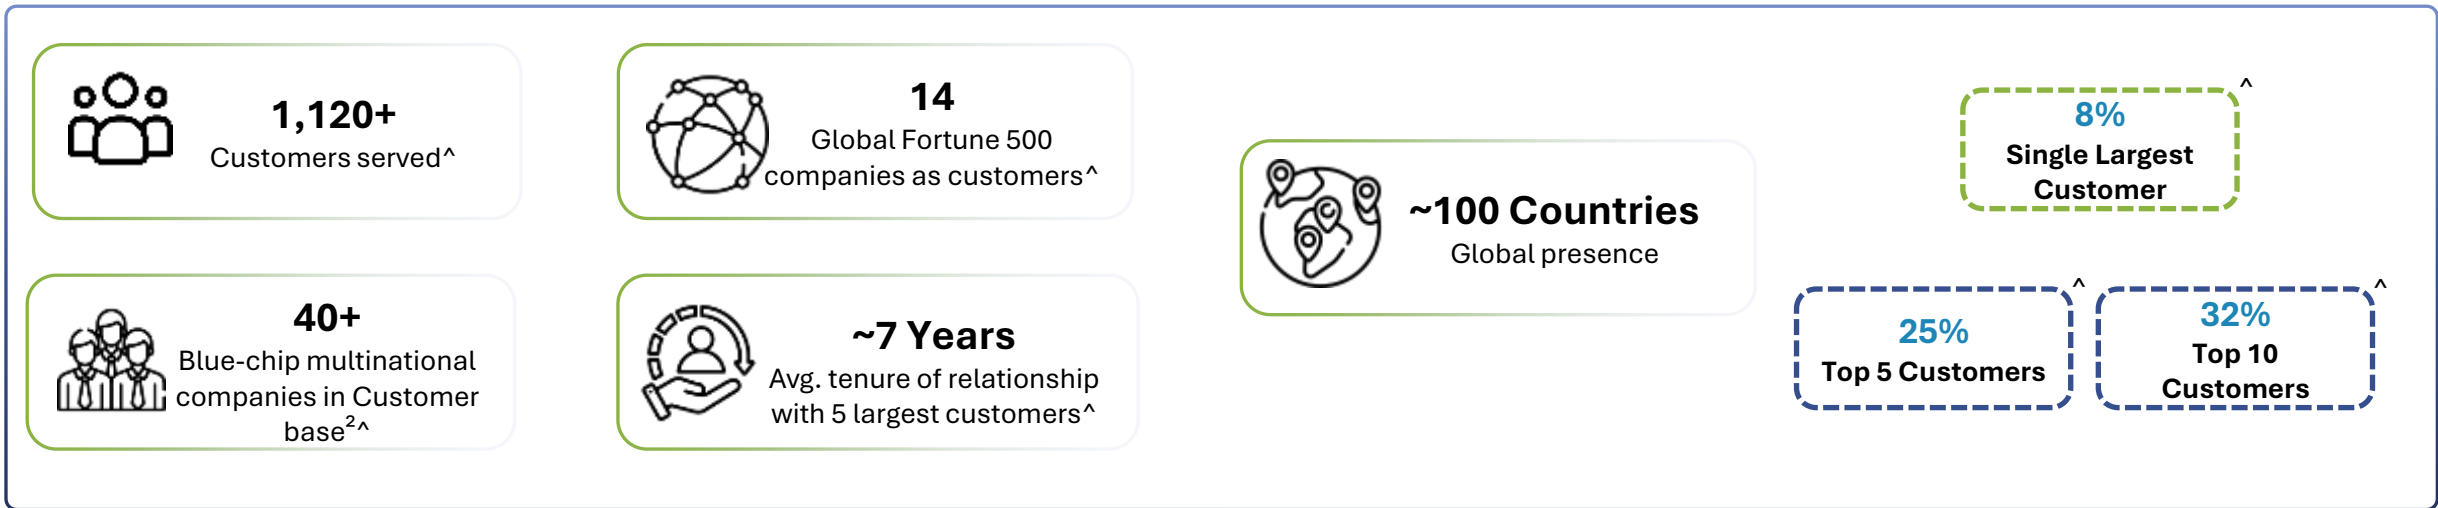 1,120+
Customers served^
14
Global Fortune 500
companies as customers^
40+
Blue-chip multinational
companies in Customer
base²^
~7 Years
Avg. tenure of relationship
with 5 largest customers^
~100 Countries
Global presence
^
8%
Single Largest
Customer
^
25%
Top 5 Customers
^
32%
Top 10
Customers